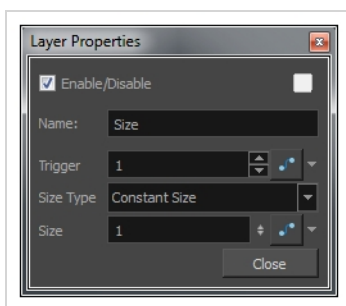 Layer Properties
Enable/Disable
Name: Size
Trigger 1
Size Type Constant Size
Size 1
Close